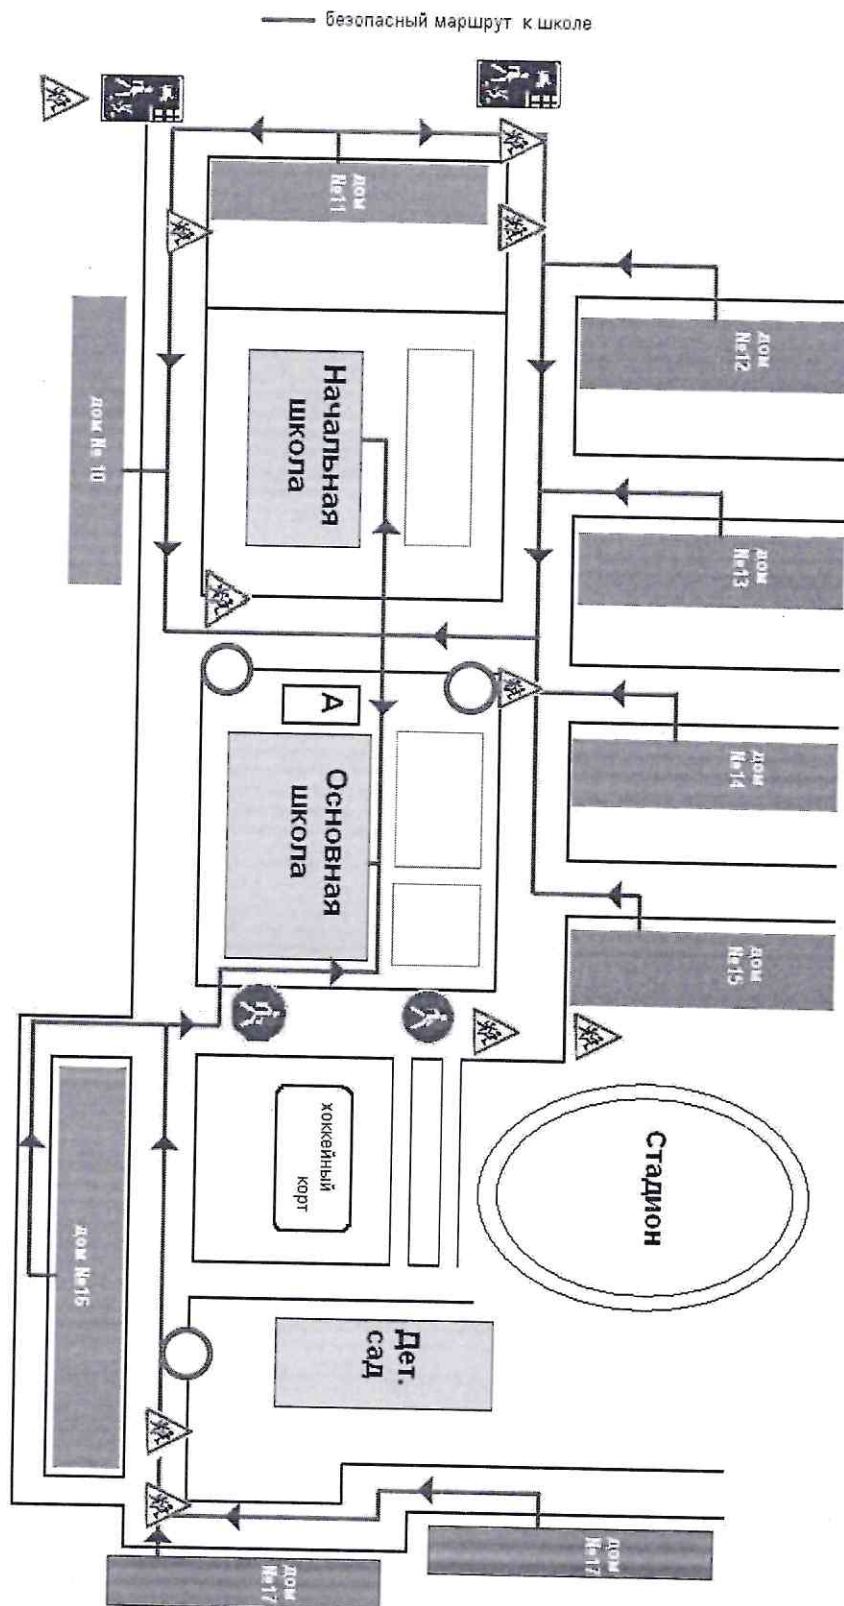 безопасный маршрут к школе
дом
№11
дом
№12
Начальная
школа
дом № 10
дом
№13
А
Основная
школа
дом
№14
дом
№15
хоккейный
корт
Стадион
дом №16
Дет.
сад
дом
№17
дом
№17